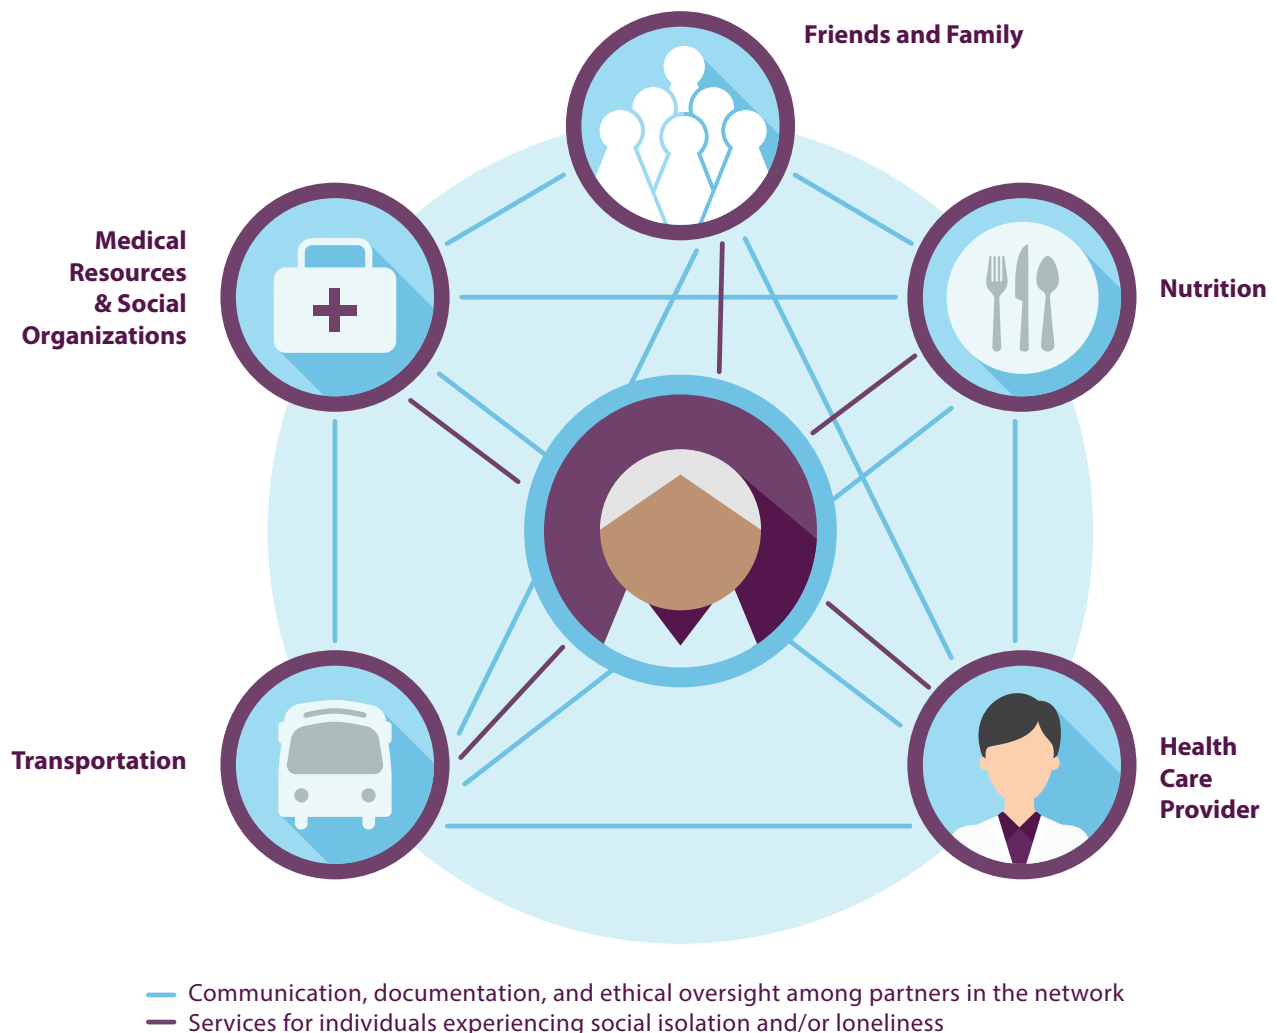 Friends and Family
Medical
Resources
& Social
Organizations
Nutrition
Transportation
Health
Care
Provider
Communication, documentation, and ethical oversight among partners in the network
Services for individuals experiencing social isolation and/or loneliness